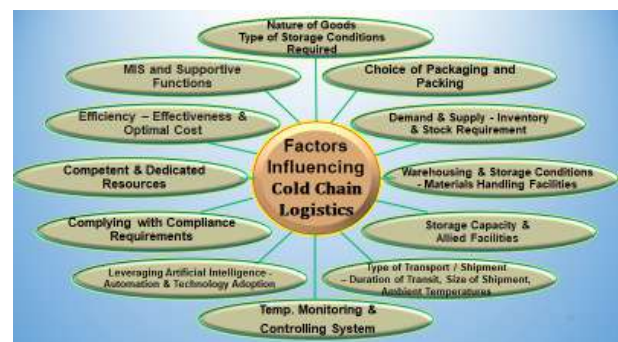 Nature of Goods
Type of Storage Conditions
Required
MIS and Supportive
Functions
Choice of Packaging and
Packing
Efficiency – Effectiveness &
Optimal Cost
Demand & Supply - Inventory
& Stock Requirement
Factors
Influencing
Cold Chain
Logistics
Competent & Dedicated
Resources
Warehousing & Storage Conditions
- Materials Handling Facilities
Complying with Compliance
Requirements
Storage Capacity &
Allied Facilities
Leveraging Artificial Intelligence -
Automation & Technology Adoption
Type of Transport / Shipment
– Duration of Transit, Size of Shipment,
Ambient Temperatures
Temp. Monitoring &
Controlling System